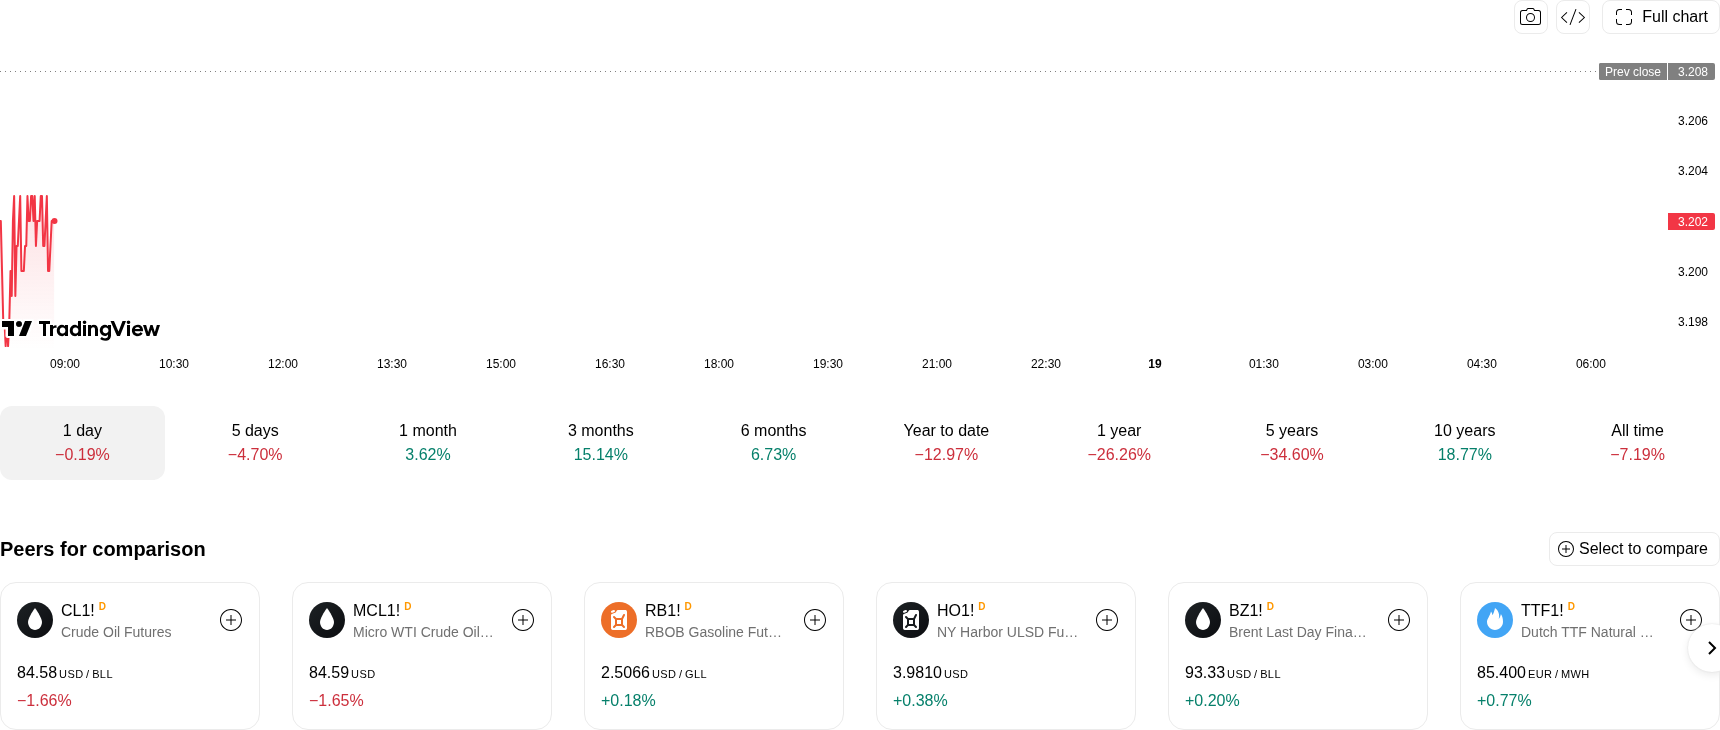 Full chart
Prev close 3.208
3.206
3.204
3.202
3.200
3.198
TradingView
09:00 10:30 12:00 13:30 15:00 16:30 18:00 19:30 21:00 22:30 19 01:30 03:00 04:30 06:00
1 day 5 days 1 month 3 months 6 months Year to date 1 year 5 years 10 years All time
−0.19% −4.70% 3.62% 15.14% 6.73% −12.97% −26.26% −34.60% 18.77% −7.19%
Peers for comparison
Select to compare
CL1! D
Crude Oil Futures
84.58 USD / BLL
−1.66%
MCL1! D
Micro WTI Crude Oil…
84.59 USD
−1.65%
RB1! D
RBOB Gasoline Fut…
2.5066 USD / GLL
+0.18%
HO1! D
NY Harbor ULSD Fu…
3.9810 USD
+0.38%
BZ1! D
Brent Last Day Fina…
93.33 USD / BLL
+0.20%
TTF1! D
Dutch TTF Natural …
85.400 EUR / MWH
+0.77%